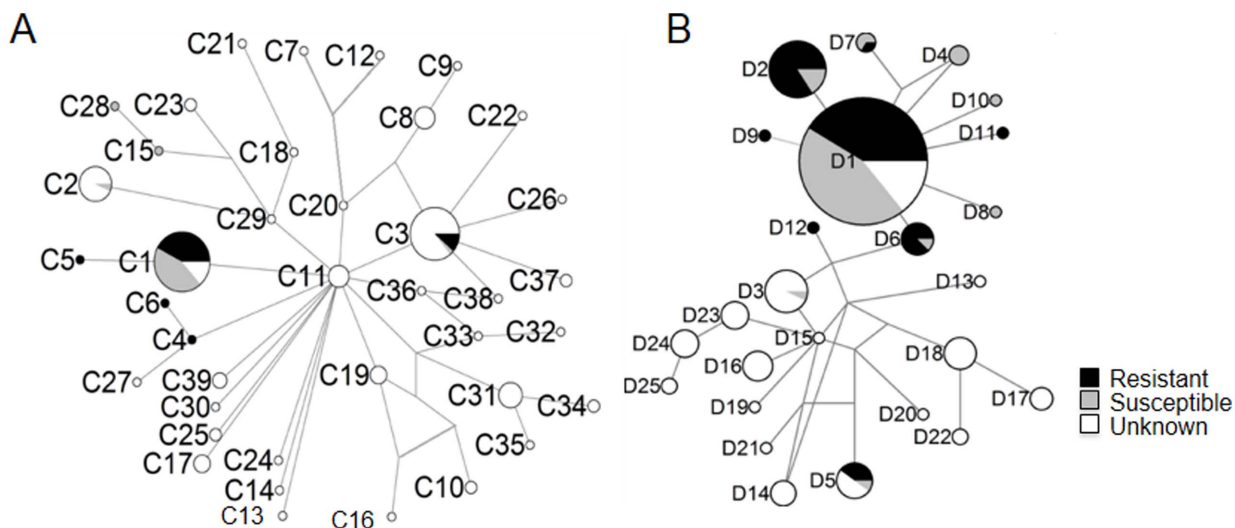 A
C21
C7
C12
C9
C28
C23
C8
C22
C15
C18
C2
C29
C20
C26
C3
C5
C1
C11
C37
C6
C36
C38
C4
C33
C32
C27
C39
C19
C30
C31
C34
C25
C35
C17
C24
C14
C10
C13
C16
B
D7
D4
D2
D10
D9
D11
D1
D8
D12
D6
D3
D13
D23
D24
D15
D16
D18
D25
D19
D20
D17
D21
D22
D5
D14
Resistant
Susceptible
Unknown